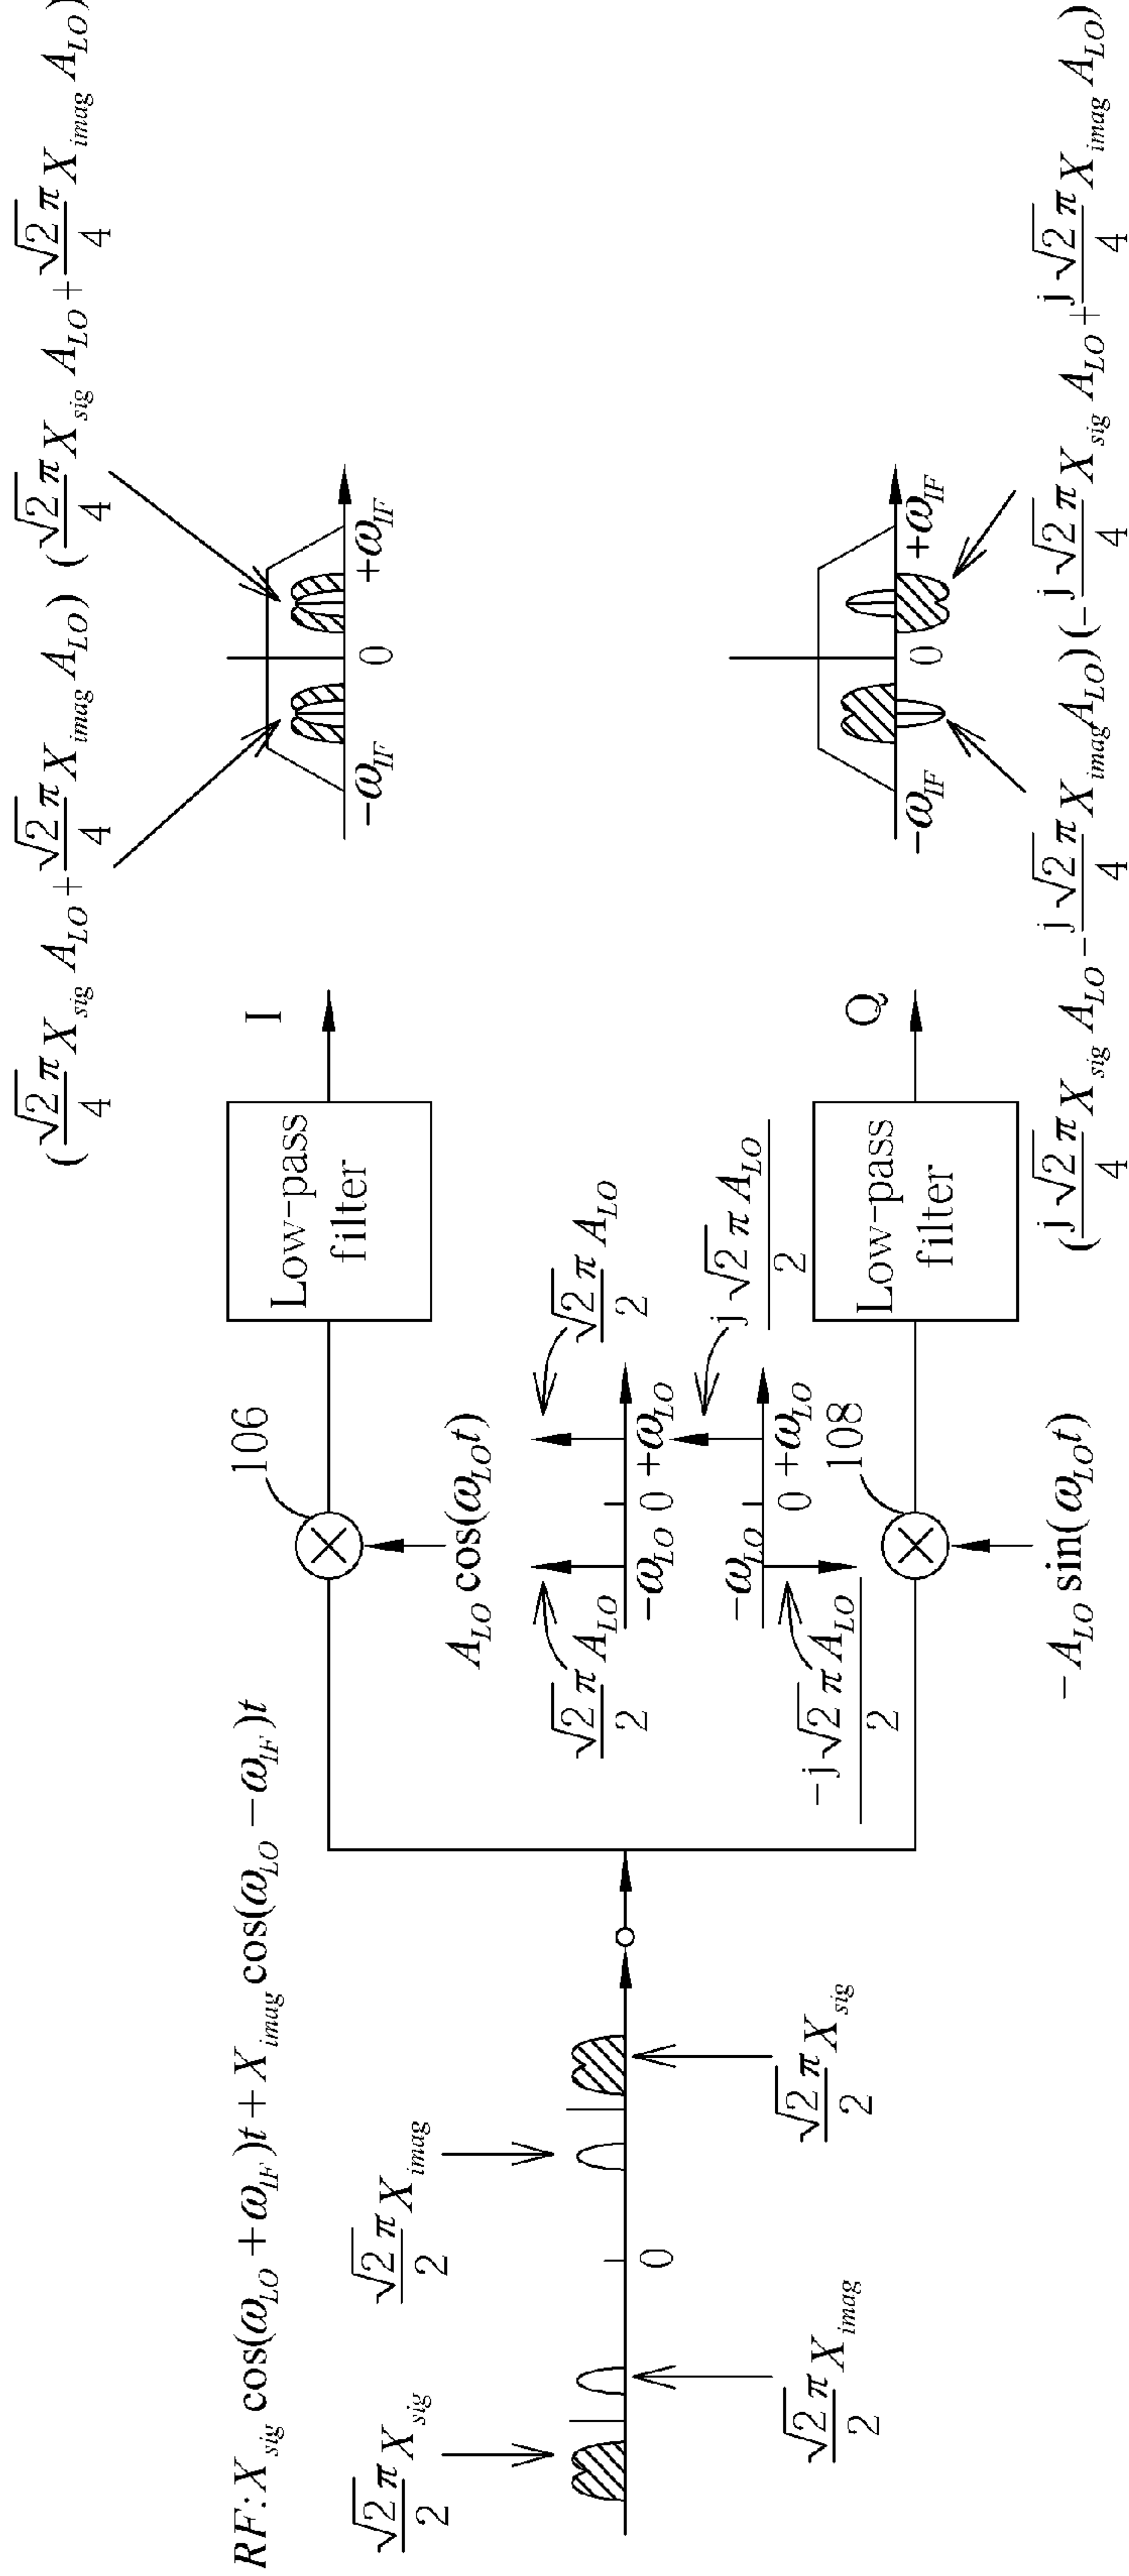 RF: X_sig cos(ω_LO + ω_IF)t + X_imag cos(ω_LO − ω_IF)t
√2π/2 X_sig
√2π/2 X_imag
0
√2π/2 X_imag
√2π/2 X_sig
106
A_LO cos(ω_LO t)
√2π/2 A_LO
√2π/2 A_LO
−ω_LO 0 +ω_LO
−ω_LO
0 +ω_LO
−j√2π A_LO/2
j√2π A_LO/2
108
−A_LO sin(ω_LO t)
Low-pass
filter
I
Low-pass
filter
Q
(√2π/4 X_sig A_LO + √2π/4 X_imag A_LO)
(√2π/4 X_sig A_LO + √2π/4 X_imag A_LO)
−ω_IF 0 +ω_IF
−ω_IF 0 +ω_IF
(j√2π/4 X_sig A_LO − j√2π/4 X_imag A_LO)
(−j√2π/4 X_sig A_LO + j√2π/4 X_imag A_LO)